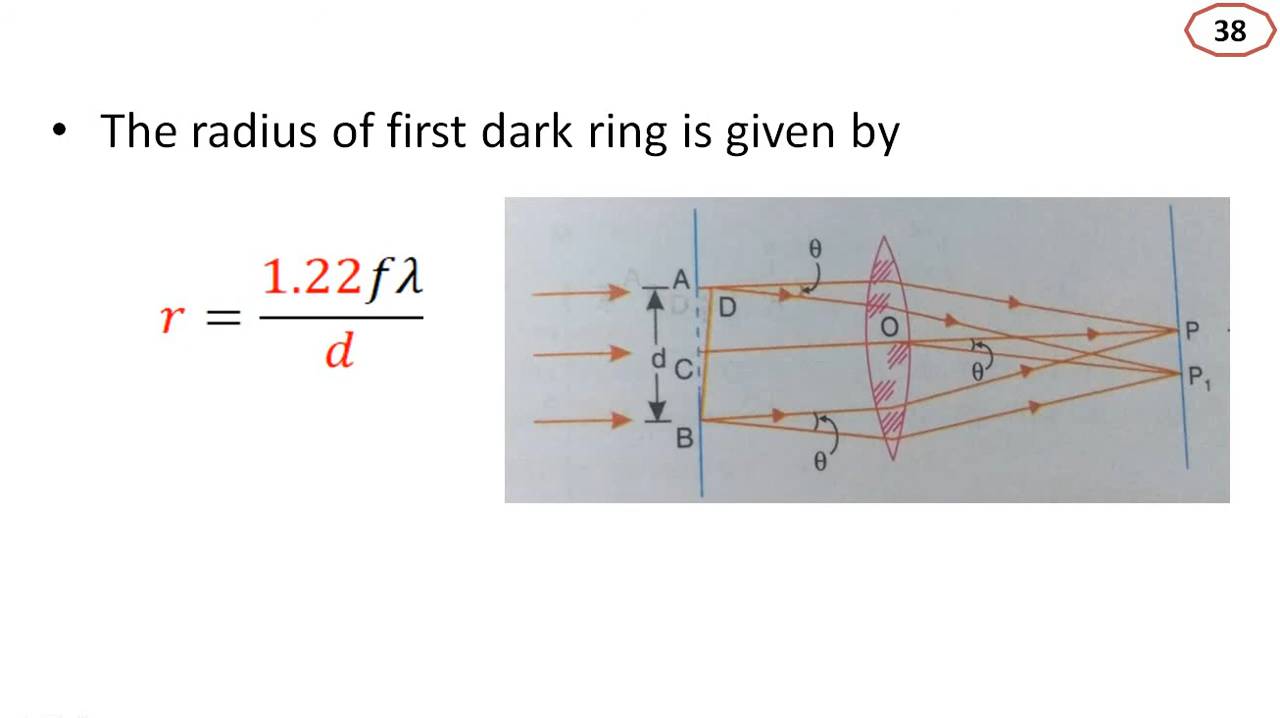 38
• The radius of first dark ring is given by
r = 1.22fλ / d
θ
A
D
O
P
d
C
θ
P₁
B
θ